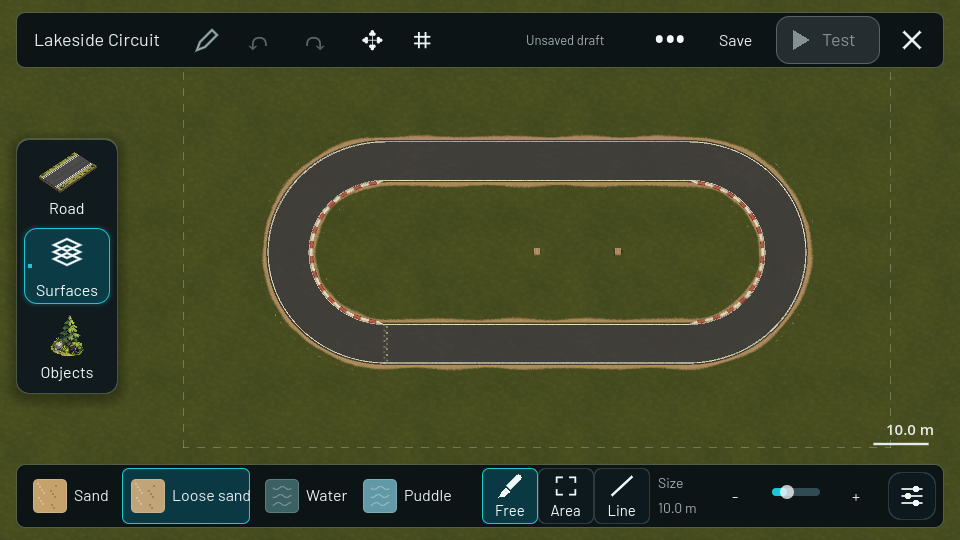 Lakeside Circuit
Unsaved draft
Save
Test
Road
Surfaces
Objects
10.0 m
Sand
Loose sand
Water
Puddle
Free
Area
Line
Size
10.0 m
-
+